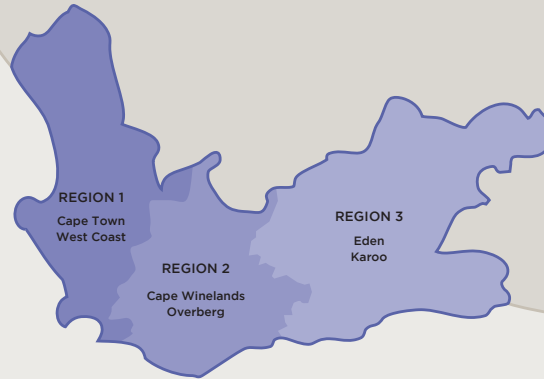 REGION 1
Cape Town
West Coast
REGION 2
Cape Winelands
Overberg
REGION 3
Eden
Karoo